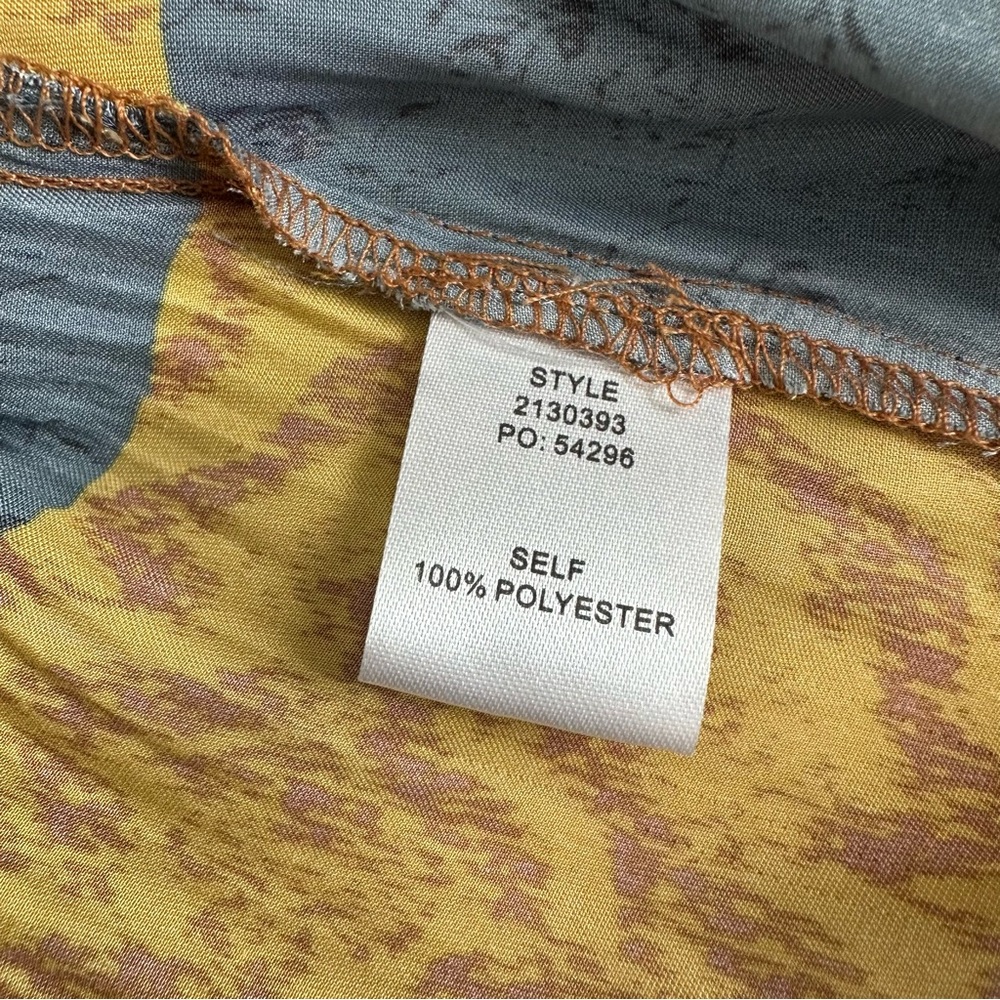 STYLE
2130393
PO: 54296
SELF
100% POLYESTER